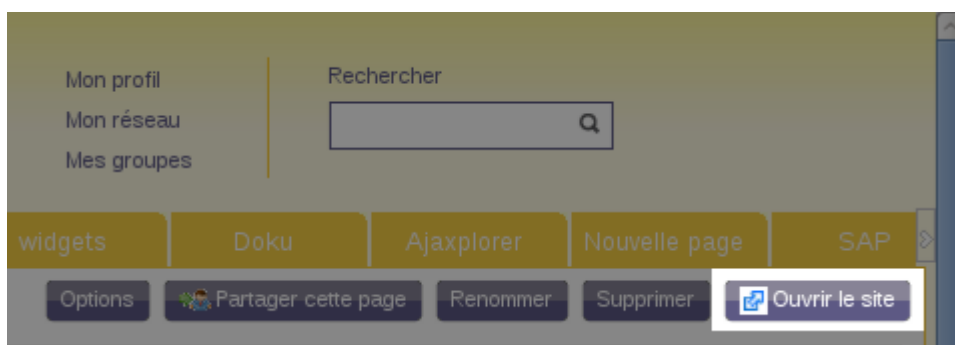 Mon profil
Mon réseau
Mes groupes
Rechercher
widgets
Doku
Ajaxplorer
Nouvelle page
SAP
Options
Partager cette page
Renommer
Supprimer
Ouvrir le site